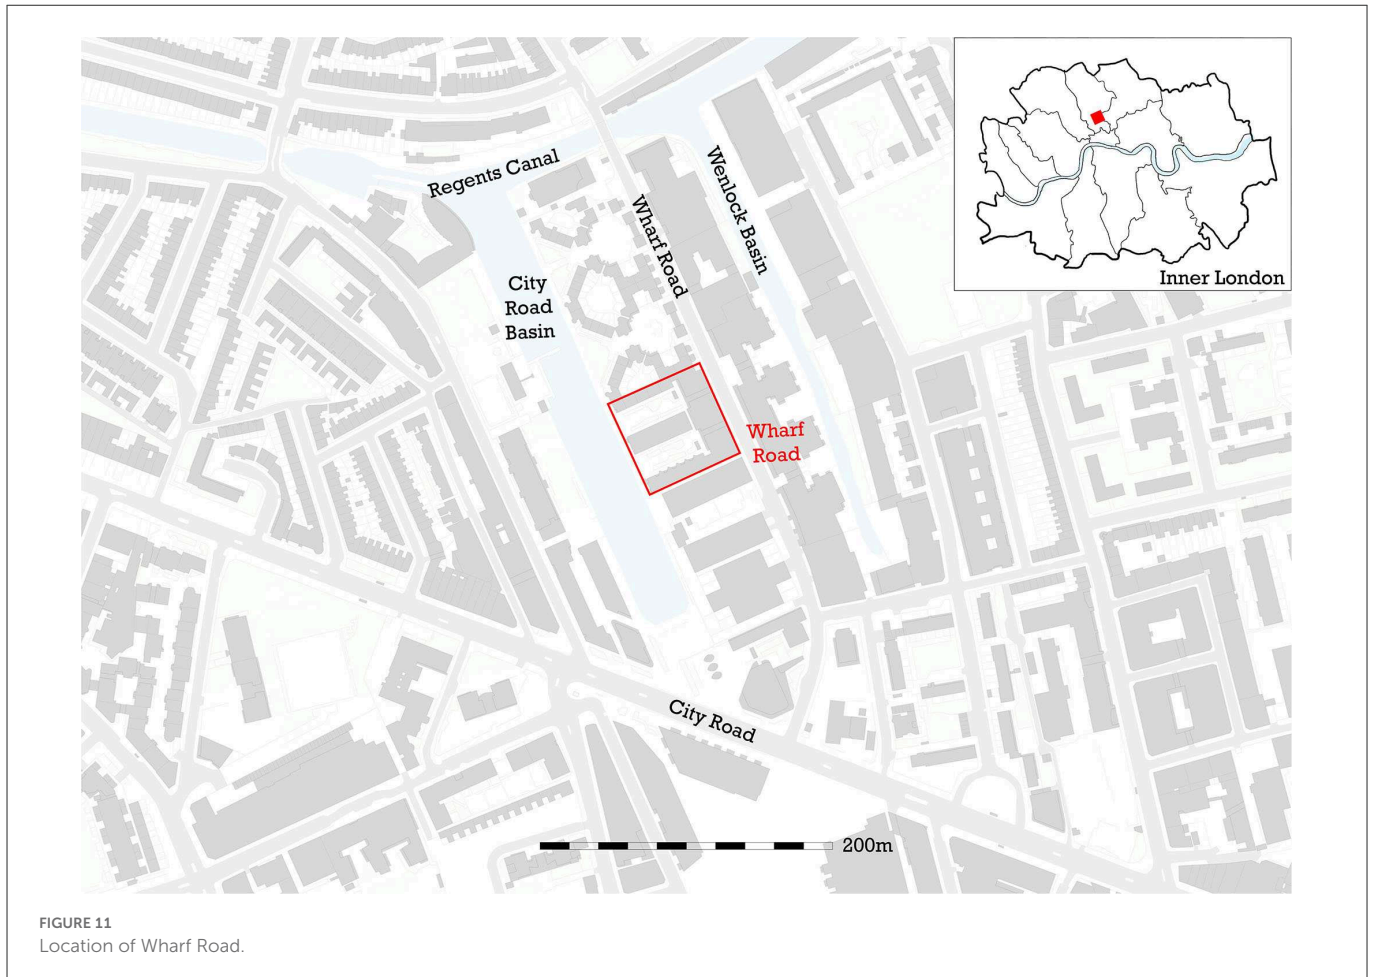 Regents Canal
Wenlock Basin
Wharf Road
City
Road
Basin
Wharf
Road
City Road
200m
Inner London
FIGURE 11
Location of Wharf Road.